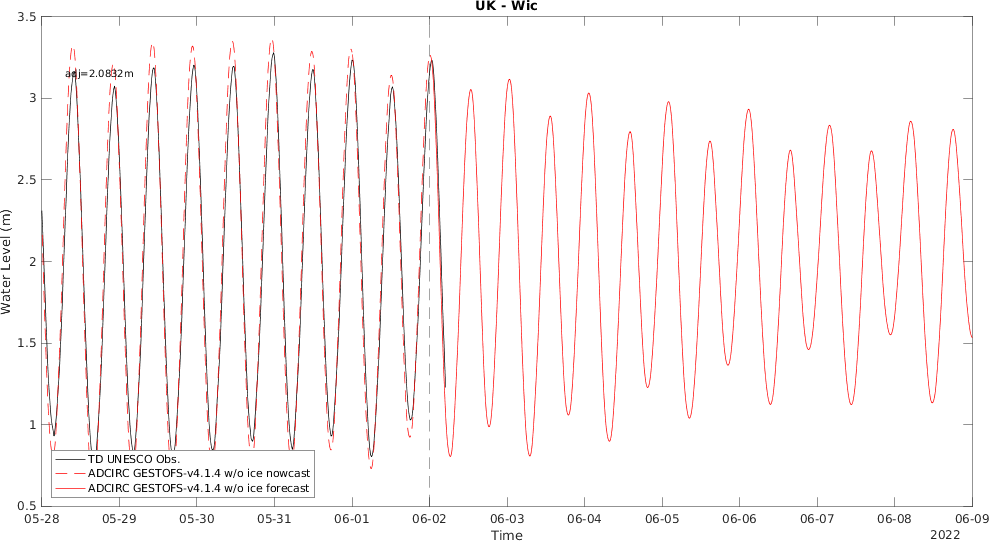 UK - Wic
3.5
3
2.5
2
1.5
1
0.5
Water Level (m)
adj=2.0832m
TD UNESCO Obs.
ADCIRC GESTOFS-v4.1.4 w/o ice nowcast
ADCIRC GESTOFS-v4.1.4 w/o ice forecast
05-28 05-29 05-30 05-31 06-01 06-02 06-03 06-04 06-05 06-06 06-07 06-08 06-09
Time
2022